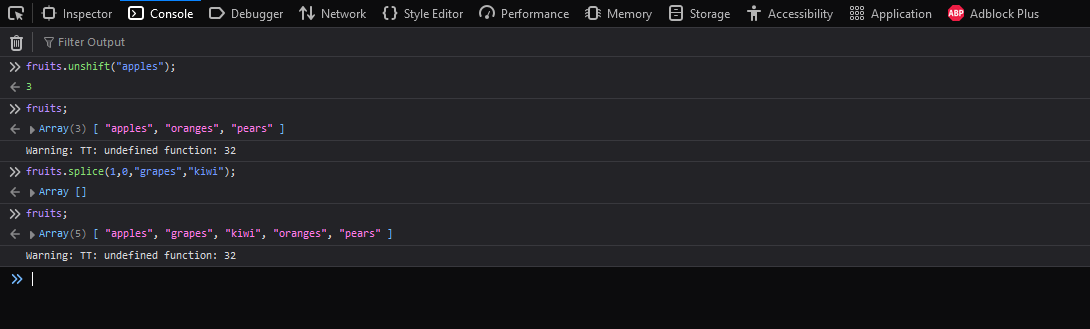 Inspector Console Debugger Network Style Editor Performance Memory Storage Accessibility Application ABP Adblock Plus
Filter Output
fruits.unshift("apples");
3
fruits;
Array(3) [ "apples", "oranges", "pears" ]
Warning: TT: undefined function: 32
fruits.splice(1,0,"grapes","kiwi");
Array []
fruits;
Array(5) [ "apples", "grapes", "kiwi", "oranges", "pears" ]
Warning: TT: undefined function: 32